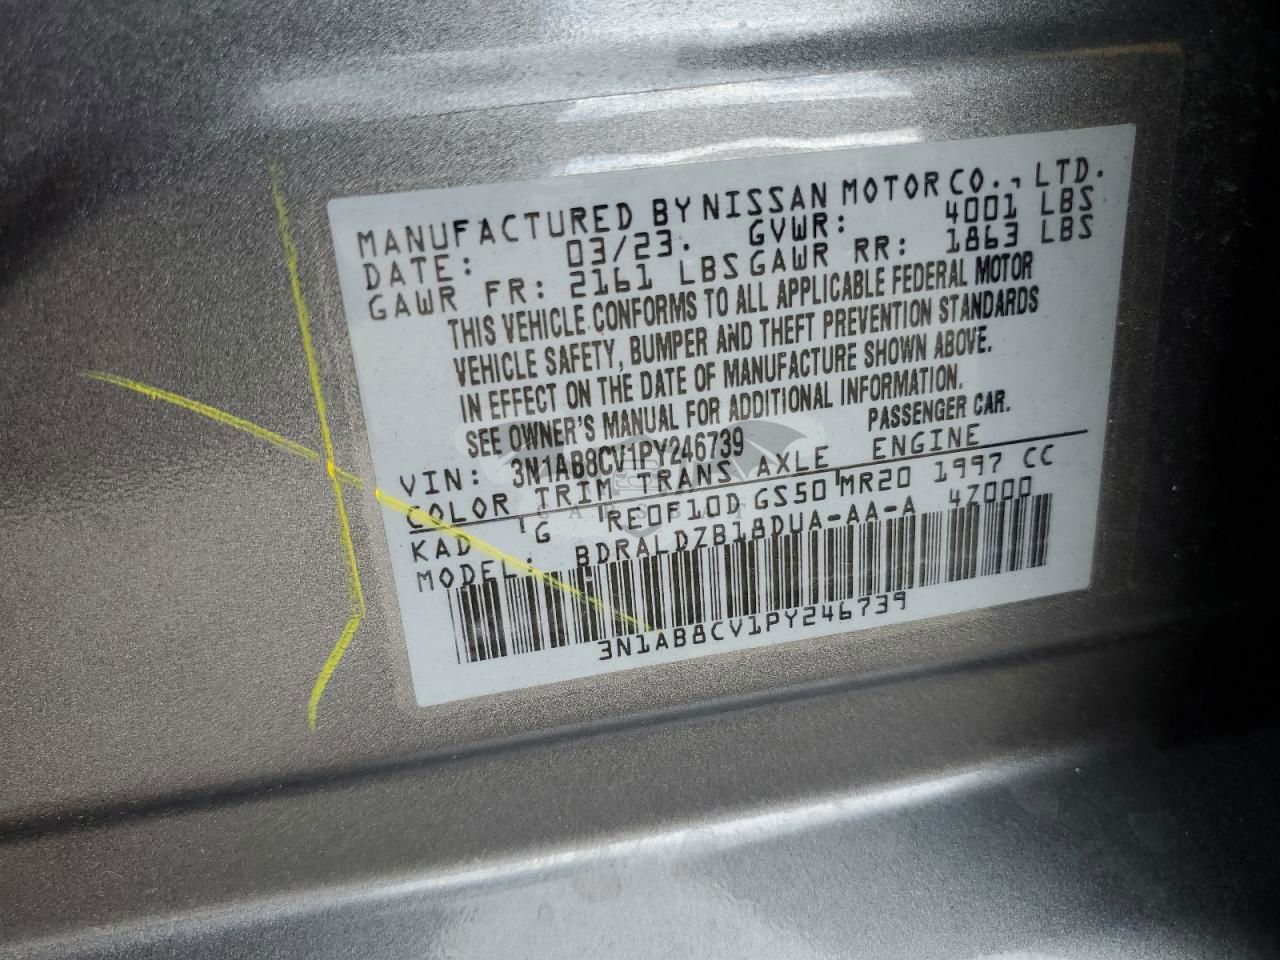 MANUFACTURED BY NISSAN MOTOR CO., LTD.
DATE: 03/23. GVWR: 4001 LBS
GAWR FR: 2161 LBS GAWR RR: 1863 LBS
THIS VEHICLE CONFORMS TO ALL APPLICABLE FEDERAL MOTOR
VEHICLE SAFETY, BUMPER AND THEFT PREVENTION STANDARDS
IN EFFECT ON THE DATE OF MANUFACTURE SHOWN ABOVE.
SEE OWNER'S MANUAL FOR ADDITIONAL INFORMATION.
VIN: 3N1AB8CV1PY246739 PASSENGER CAR.
COLOR TRIM TRANS AXLE ENGINE
KAD G RE0F10D GS50 MR20 1997 CC
MODEL: BDRALDZB18DUA-AA-A 4Z000
3N1AB8CV1PY246739